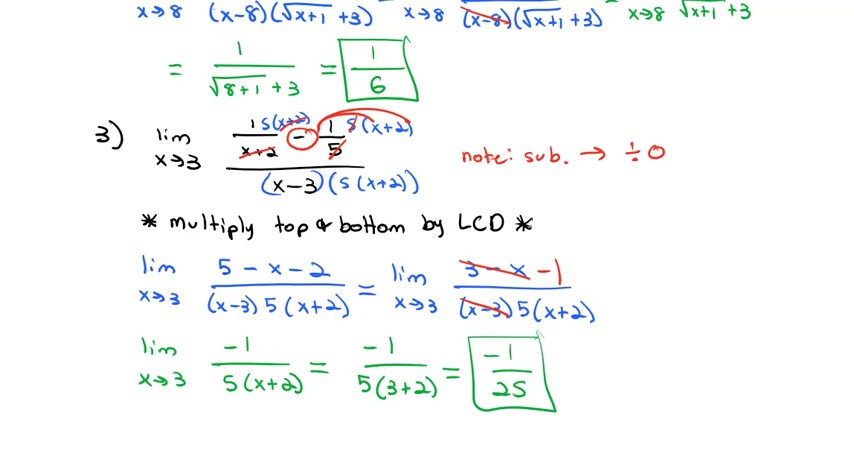 x→8 (x-8)(√x+1 +3) x→8 (x-8)(√x+1 +3) x→8 √x+1 +3
= 1/(√8+1 +3) = 1/6
3) lim x→3 (1/(x+2) 5(x+2) − 1/5 5(x+2)) / ((x-3)(5(x+2))) note: sub. → ÷0
* multiply top & bottom by LCD *
lim x→3 (5 - x - 2)/((x-3) 5(x+2)) = lim x→3 (3 - x -1)/((x-3) 5(x+2))
lim x→3 -1/(5(x+2)) = -1/(5(3+2)) = -1/25